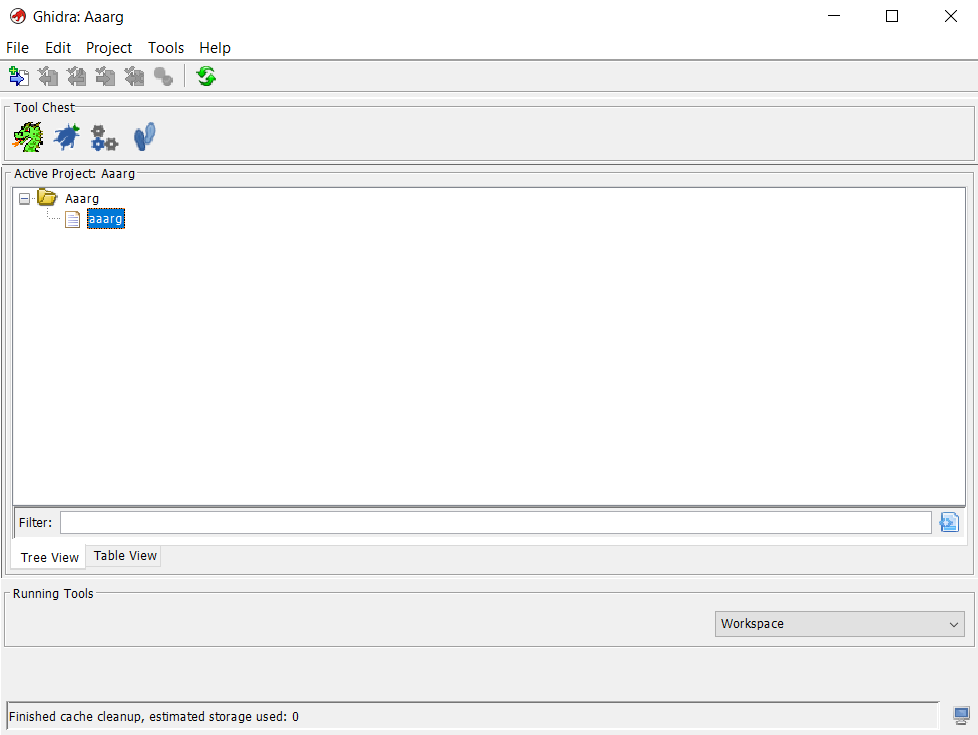 Ghidra: Aaarg
File Edit Project Tools Help
Tool Chest
Active Project: Aaarg
Aaarg
aaarg
Filter:
Tree View Table View
Running Tools
Workspace
Finished cache cleanup, estimated storage used: 0